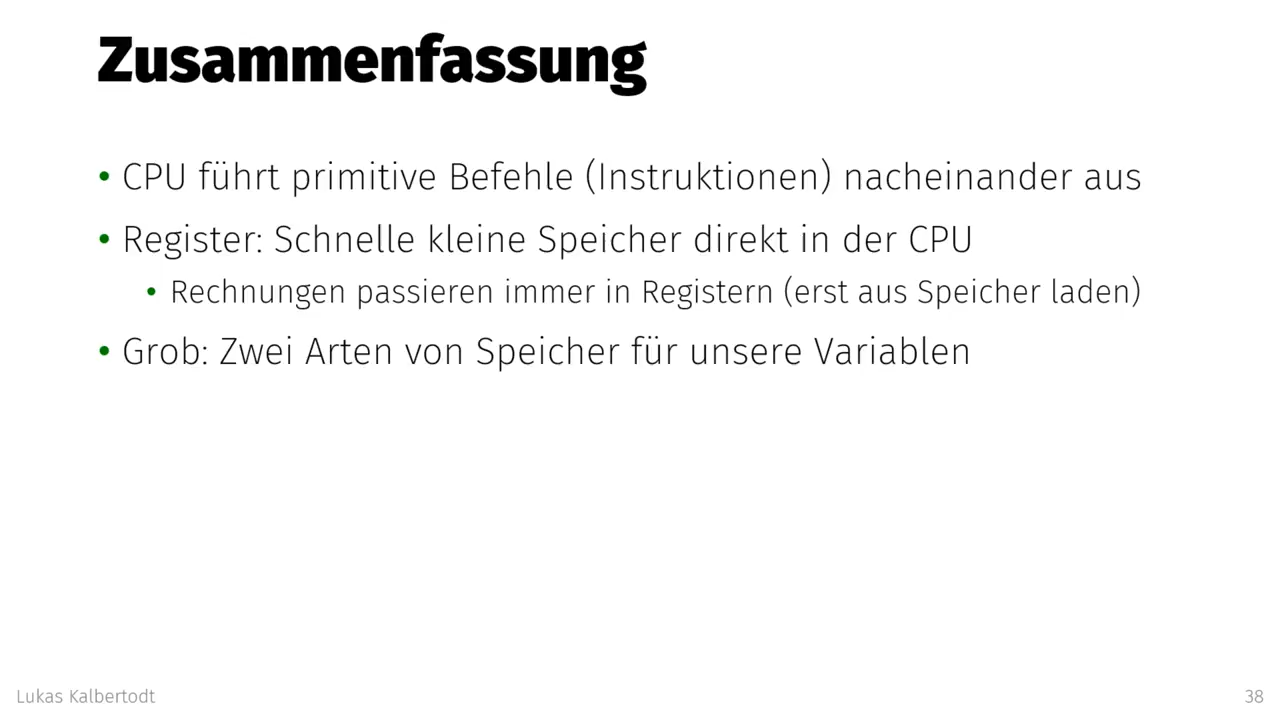 Zusammenfassung
• CPU führt primitive Befehle (Instruktionen) nacheinander aus
• Register: Schnelle kleine Speicher direkt in der CPU
• Rechnungen passieren immer in Registern (erst aus Speicher laden)
• Grob: Zwei Arten von Speicher für unsere Variablen
Lukas Kalbertodt
38